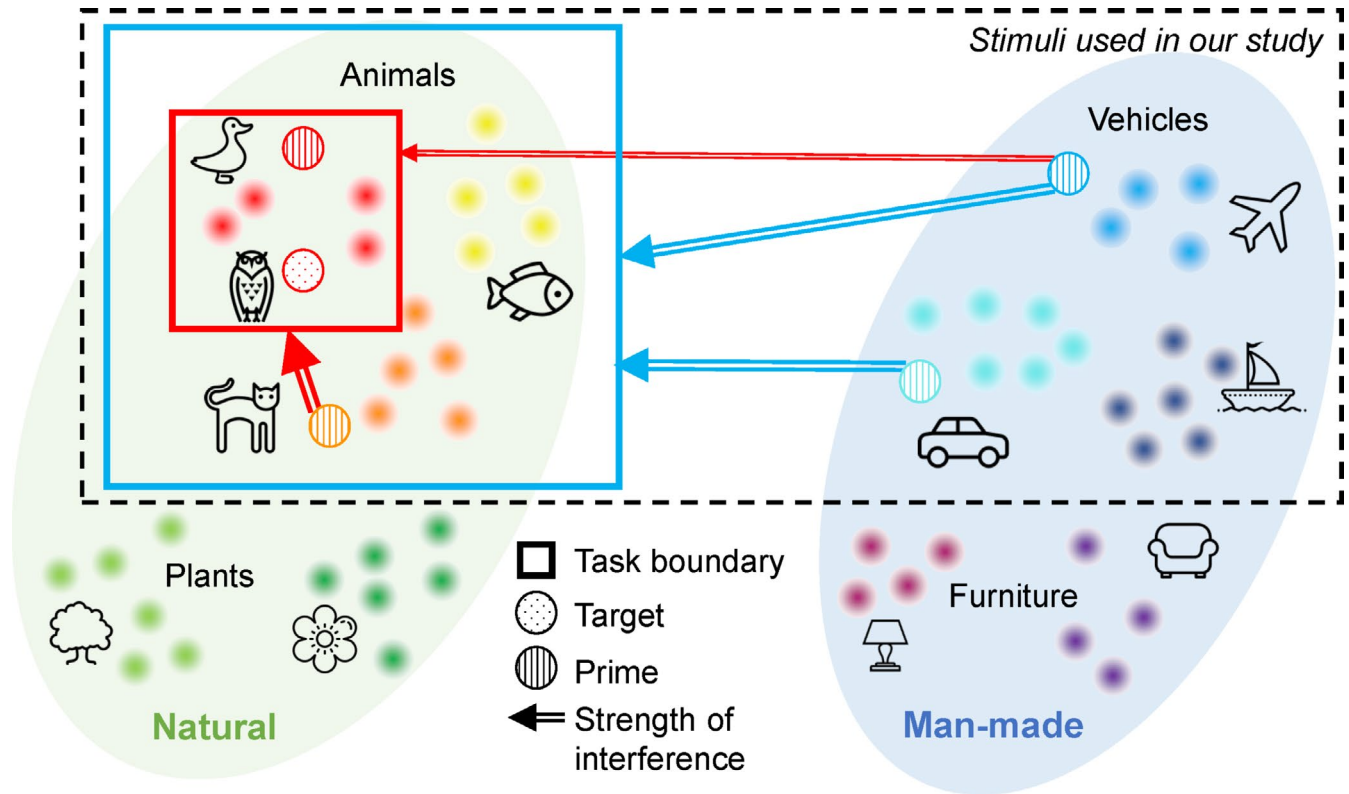 Stimuli used in our study
Animals
Vehicles
Plants
Furniture
Natural
Man-made
Task boundary
Target
Prime
Strength of
interference